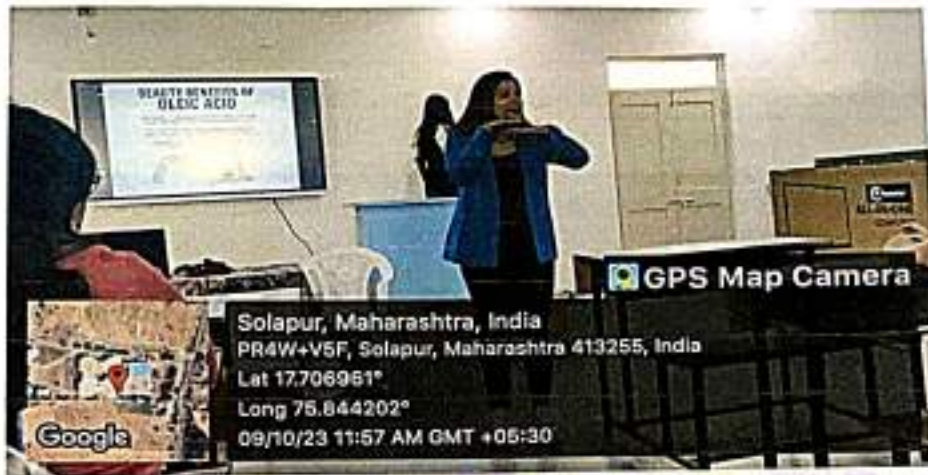 BEAUTY BENEFITS OF
OLEIC ACID
GPS Map Camera
Solapur, Maharashtra, India
PR4W+V5F, Solapur, Maharashtra 413255, India
Lat 17.706961°
Long 75.844202°
09/10/23 11:57 AM GMT +05:30
Google